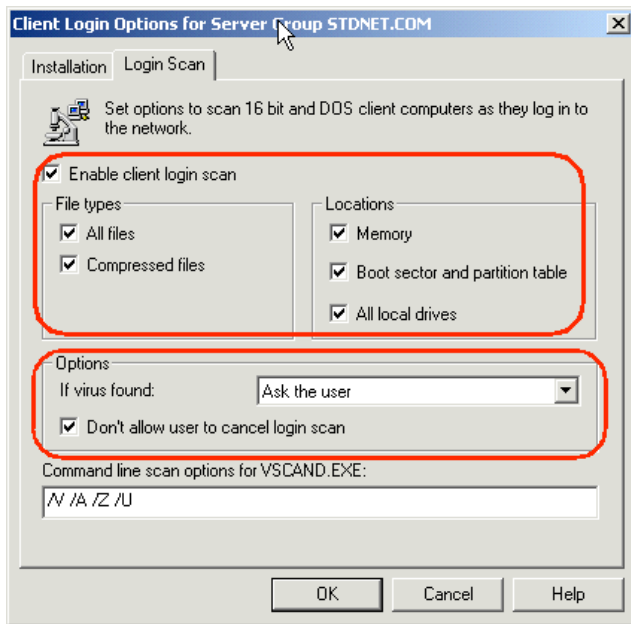 Client Login Options for Server Group STDNET.COM
Installation
Login Scan
Set options to scan 16 bit and DOS client computers as they log in to
the network.
Enable client login scan
File types
All files
Compressed files
Locations
Memory
Boot sector and partition table
All local drives
Options
If virus found:
Ask the user
Don't allow user to cancel login scan
Command line scan options for VSCAND.EXE:
/V /A /Z /U
OK
Cancel
Help